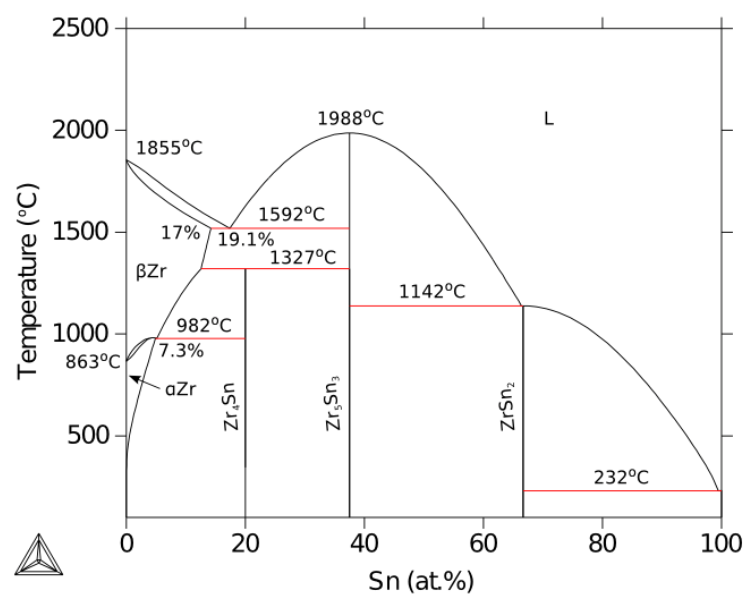 2500
2000
1500
1000
500
Temperature (°C)
1988°C
L
1855°C
1592°C
17%
19.1%
1327°C
βZr
1142°C
982°C
7.3%
863°C
αZr
Zr₄Sn
Zr₅Sn₃
ZrSn₂
232°C
0 20 40 60 80 100
Sn (at.%)